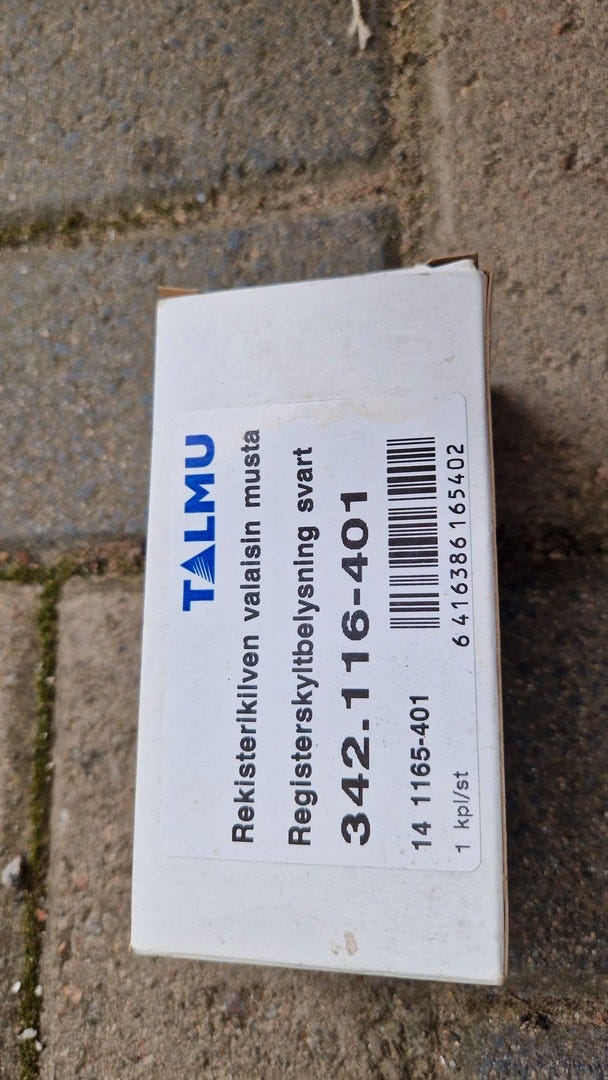 TALMU
Rekisterikilven valaisin musta
Registerskyltbelysning svart
342.116-401
14 1165-401
1 kpl/st
6 416386 165402